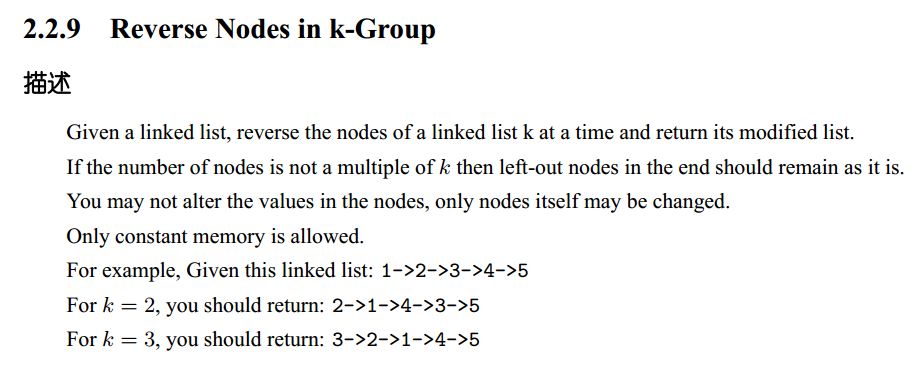 2.2.9 Reverse Nodes in k-Group
描述
Given a linked list, reverse the nodes of a linked list k at a time and return its modified list.
If the number of nodes is not a multiple of k then left-out nodes in the end should remain as it is.
You may not alter the values in the nodes, only nodes itself may be changed.
Only constant memory is allowed.
For example, Given this linked list: 1->2->3->4->5
For k = 2, you should return: 2->1->4->3->5
For k = 3, you should return: 3->2->1->4->5